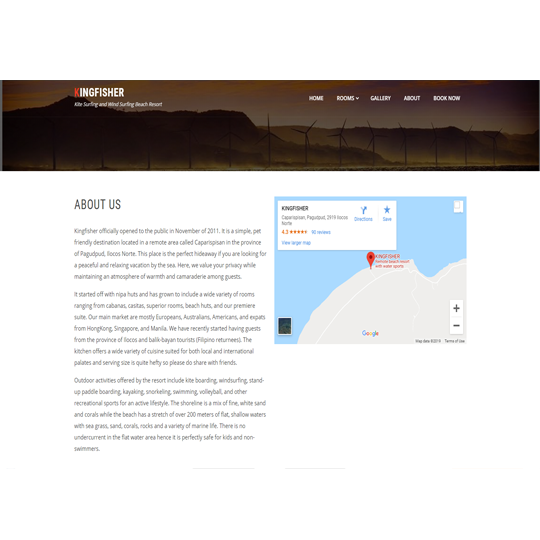 KINGFISHER
Kite Surfing and Wind Surfing Beach Resort
HOME ROOMS GALLERY ABOUT BOOK NOW
ABOUT US
Kingfisher officially opened to the public in November of 2011. It is a simple, pet
friendly destination located in a remote area called Caparispisan in the province
of Pagudpud, Ilocos Norte. This place is the perfect hideaway if you are looking for
a peaceful and relaxing vacation by the sea. Here, we value your privacy while
maintaining an atmosphere of warmth and camaraderie among guests.
It started off with nipa huts and has grown to include a wide variety of rooms
ranging from cabanas, casitas, superior rooms, beach huts, and our premiere
suite. Our main market are mostly Europeans, Australians, Americans, and expats
from HongKong, Singapore, and Manila. We have recently started having guests
from the province of Ilocos and balik-bayan tourists (Filipino returnees). The
kitchen offers a wide variety of cuisine suited for both local and international
palates and serving size is quite hefty so please do share with friends.
Outdoor activities offered by the resort include kite boarding, windsurfing, stand-
up paddle boarding, kayaking, snorkeling, swimming, volleyball, and other
recreational sports for an active lifestyle. The shoreline is a mix of fine, white sand
and corals while the beach has a stretch of over 200 meters of flat, shallow waters
with sea grass, sand, corals, rocks and a variety of marine life. There is no
undercurrent in the flat water area hence it is perfectly safe for kids and non-
swimmers.
KINGFISHER
Caparispisan, Pagudpud, 2919 Ilocos
Norte
Directions Save
4.3 90 reviews
View larger map
KINGFISHER
Remote beach resort
with water sports
Google
Map data ©2019 Terms of Use